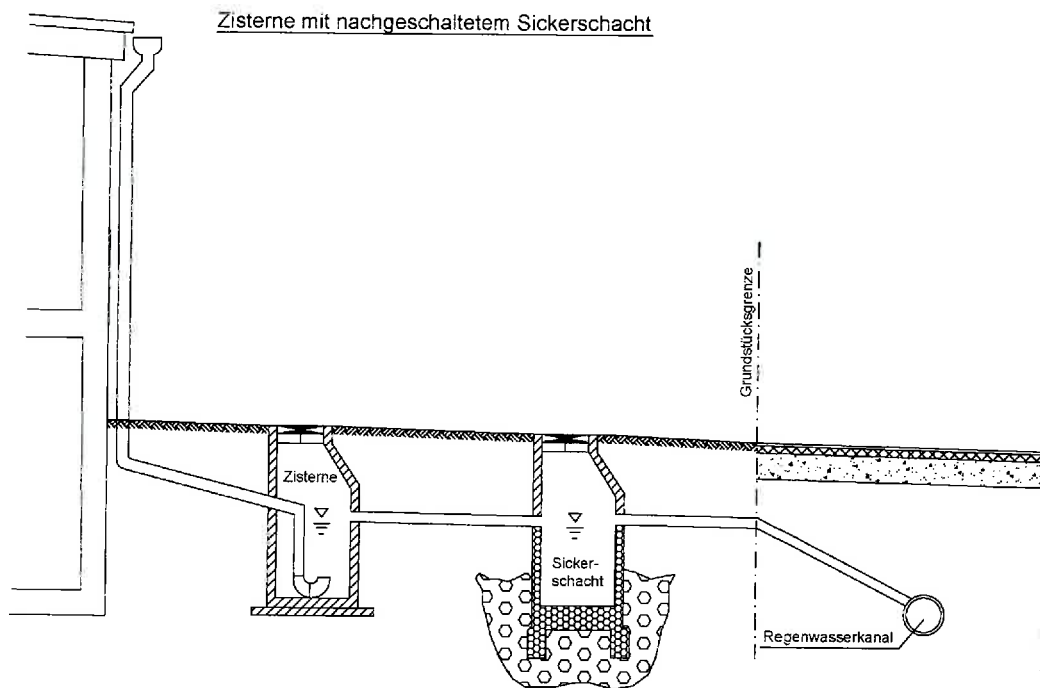 Zisterne mit nachgeschaltetem Sickerschacht
Grundstücksgrenze
Zisterne
Sicker-
schacht
Regenwasserkanal